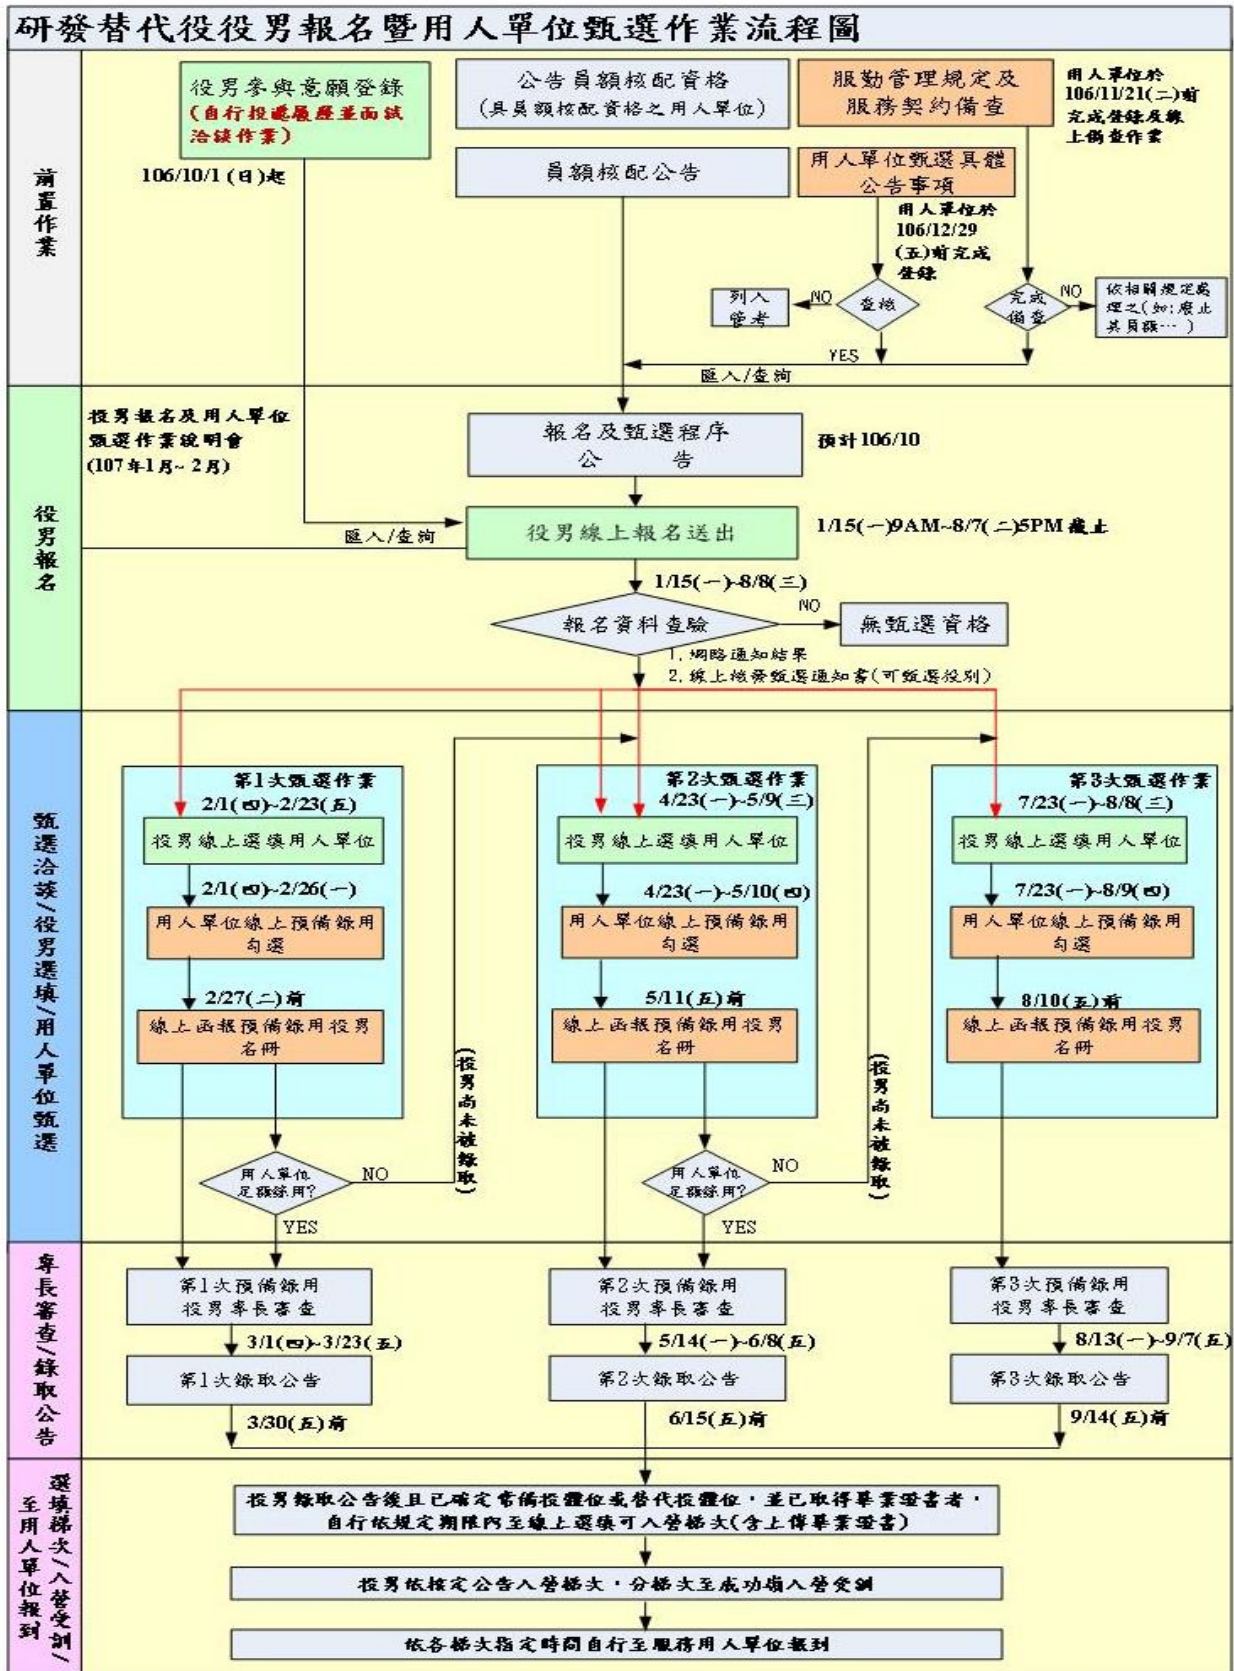 研發替代役役男報名暨用人單位甄選作業流程圖
前置作業
役男參與意願登錄
(自行投遞履歷並面試
洽談作業)
106/10/1 (日)起
公告員額核配資格
(具員額核配資格之用人單位)
員額核配公告
服勤管理規定及
服務契約備查
用人單位於
106/11/21(二)前
完成登錄及線
上備查作業
用人單位甄選具體
公告事項
用人單位於
106/12/29
(五)前完成
登錄
列入
管考
NO
查核
完成
備查
NO
依相關規定處
理之(如:廢止
其員額…)
YES
匯入/查詢
役男報名
役男報名及用人單位
甄選作業說明會
(107年1月~2月)
報名及甄選程序
公 告
預計106/10
匯入/查詢
役男線上報名送出
1/15(一)9AM~8/7(二)5PM 截止
1/15(一)~8/8(三)
報名資料查驗
NO
無甄選資格
1. 網路通知結果
2. 線上核發甄選通知書(可甄選役別)
甄選洽談/役男選填/用人單位甄選
第1次甄選作業
2/1(四)~2/23(五)
役男線上選填用人單位
2/1(四)~2/26(一)
用人單位線上預備錄用
勾選
2/27(二)前
線上函報預備錄用役男
名冊
用人單位
足額錄用?
NO
YES
(役男尚未被錄取)
第2次甄選作業
4/23(一)~5/9(三)
役男線上選填用人單位
4/23(一)~5/10(四)
用人單位線上預備錄用
勾選
5/11(五)前
線上函報預備錄用役男
名冊
用人單位
足額錄用?
NO
YES
(役男尚未被錄取)
第3次甄選作業
7/23(一)~8/8(三)
役男線上選填用人單位
7/23(一)~8/9(四)
用人單位線上預備錄用
勾選
8/10(五)前
線上函報預備錄用役男
名冊
專長審查/錄取公告
第1次預備錄用
役男專長審查
3/1(四)~3/23(五)
第1次錄取公告
3/30(五)前
第2次預備錄用
役男專長審查
5/14(一)~6/8(五)
第2次錄取公告
6/15(五)前
第3次預備錄用
役男專長審查
8/13(一)~9/7(五)
第3次錄取公告
9/14(五)前
選填梯次/入營受訓/
至用人單位報到
役男錄取公告後且已確定常備役體位或替代役體位，並已取得畢業證書者，
自行依規定期限內至線上選填可入營梯次(含上傳畢業證書)
役男依核定公告入營梯次，分梯次至成功嶺入營受訓
依各梯次指定時間自行至服務用人單位報到